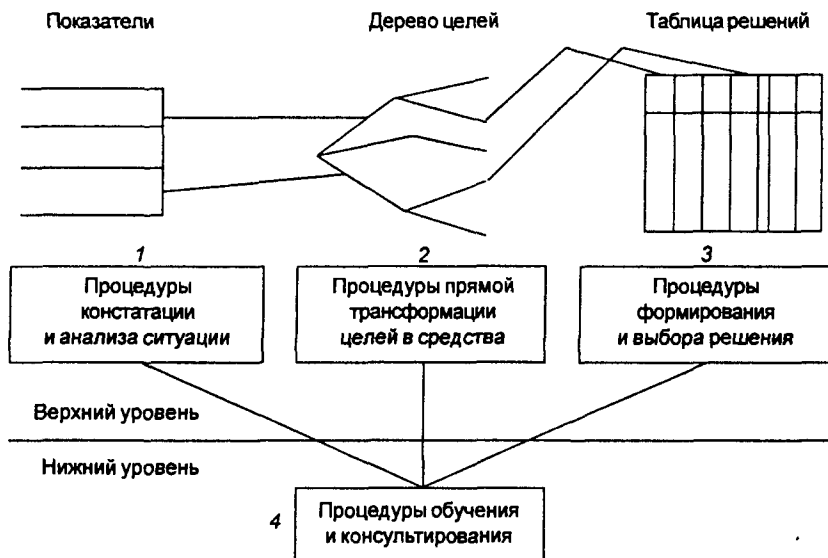 Показатели
Дерево целей
Таблица решений
1
2
3
Процедуры
констатации
и анализа ситуации
Процедуры прямой
трансформации
целей в средства
Процедуры
формирования
и выбора решения
Верхний уровень
Нижний уровень
4
Процедуры обучения
и консультирования